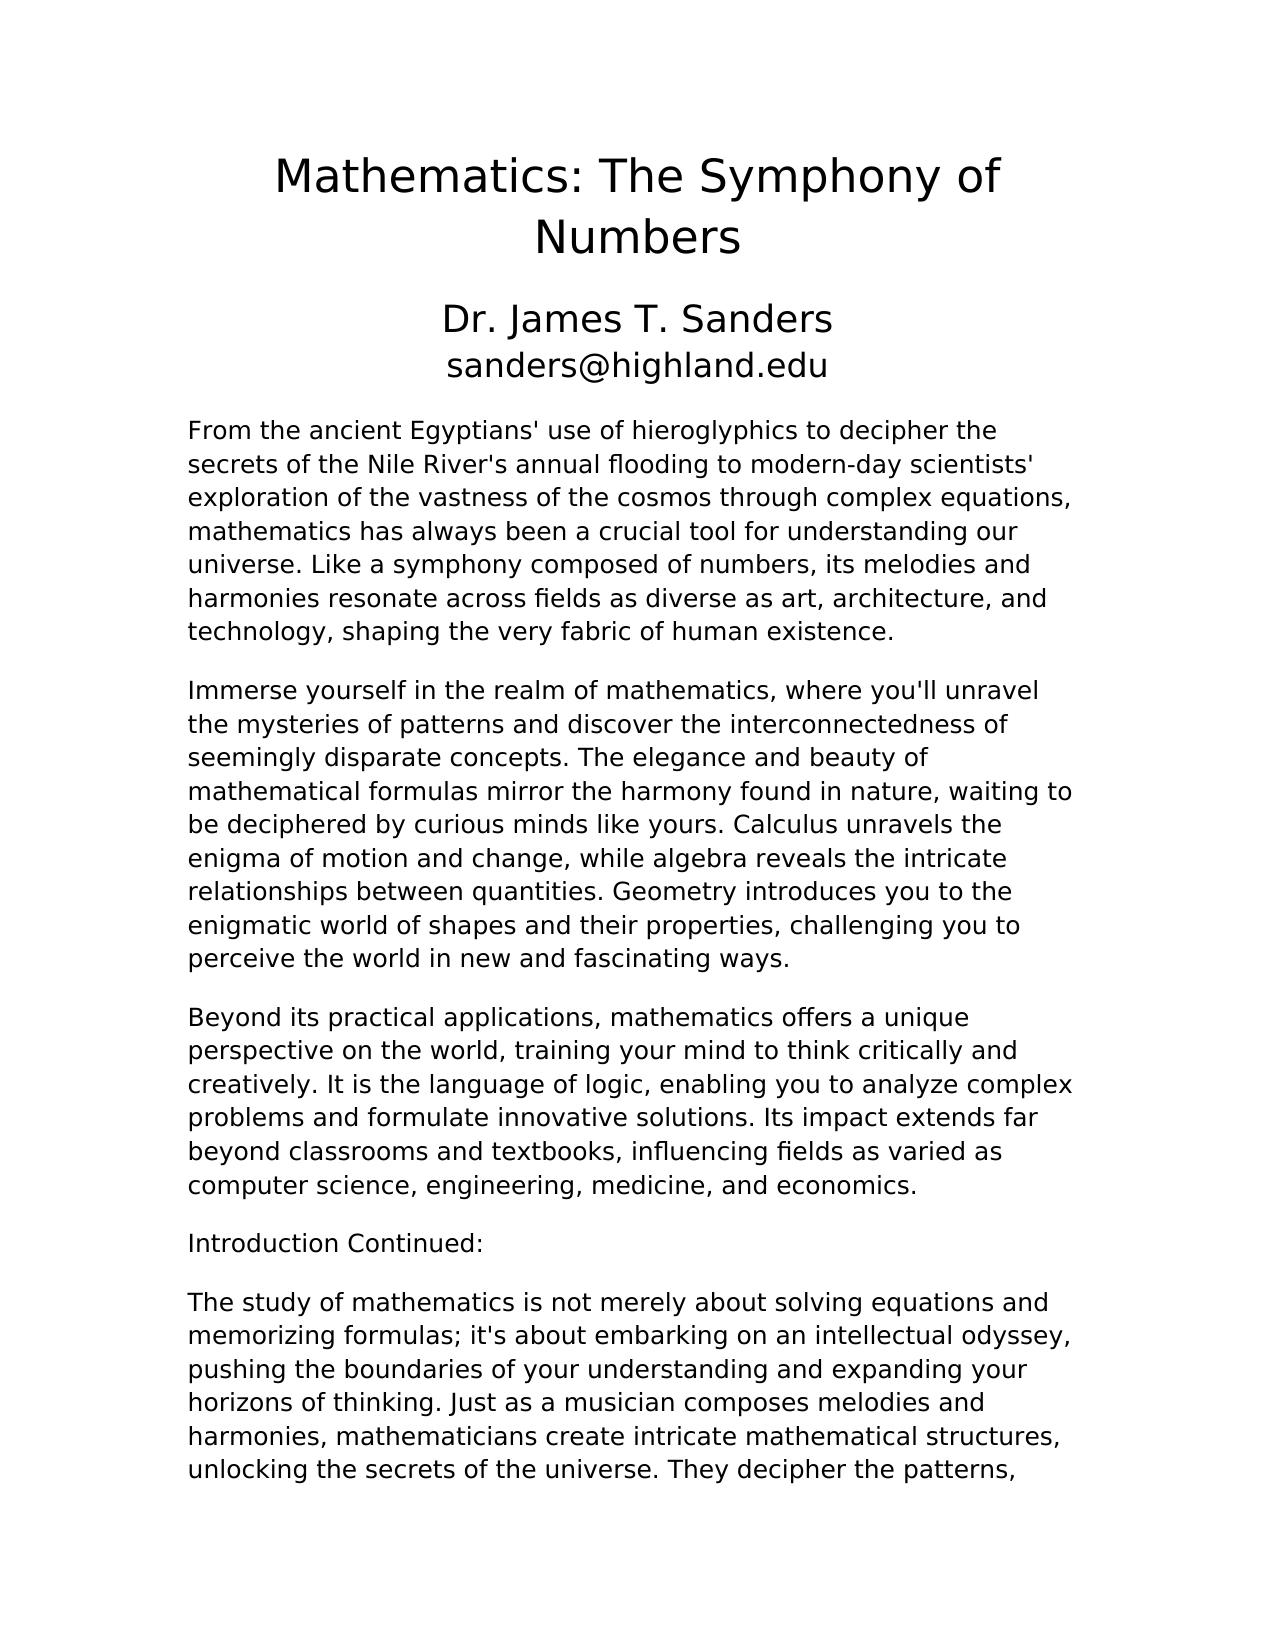 Mathematics: The Symphony of
Numbers
Dr. James T. Sanders
sanders@highland.edu
From the ancient Egyptians' use of hieroglyphics to decipher the
secrets of the Nile River's annual flooding to modern-day scientists'
exploration of the vastness of the cosmos through complex equations,
mathematics has always been a crucial tool for understanding our
universe. Like a symphony composed of numbers, its melodies and
harmonies resonate across fields as diverse as art, architecture, and
technology, shaping the very fabric of human existence.
Immerse yourself in the realm of mathematics, where you'll unravel
the mysteries of patterns and discover the interconnectedness of
seemingly disparate concepts. The elegance and beauty of
mathematical formulas mirror the harmony found in nature, waiting to
be deciphered by curious minds like yours. Calculus unravels the
enigma of motion and change, while algebra reveals the intricate
relationships between quantities. Geometry introduces you to the
enigmatic world of shapes and their properties, challenging you to
perceive the world in new and fascinating ways.
Beyond its practical applications, mathematics offers a unique
perspective on the world, training your mind to think critically and
creatively. It is the language of logic, enabling you to analyze complex
problems and formulate innovative solutions. Its impact extends far
beyond classrooms and textbooks, influencing fields as varied as
computer science, engineering, medicine, and economics.
Introduction Continued:
The study of mathematics is not merely about solving equations and
memorizing formulas; it's about embarking on an intellectual odyssey,
pushing the boundaries of your understanding and expanding your
horizons of thinking. Just as a musician composes melodies and
harmonies, mathematicians create intricate mathematical structures,
unlocking the secrets of the universe. They decipher the patterns,